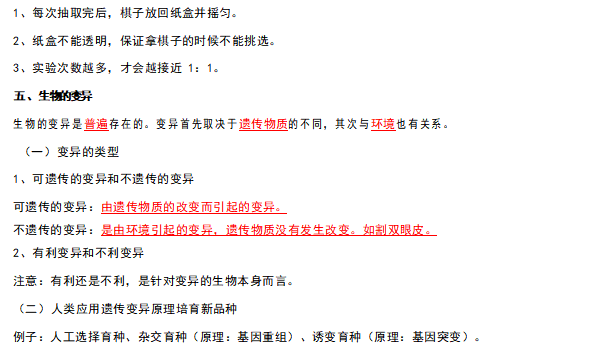 1、每次抽取完后，棋子放回纸盒并摇匀。
2、纸盒不能透明，保证拿棋子的时候不能挑选。
3、实验次数越多，才会越接近 1：1。
五、生物的变异
生物的变异是普遍存在的。变异首先取决于遗传物质的不同，其次与环境也有关系。
（一）变异的类型
1、可遗传的变异和不遗传的变异
可遗传的变异：由遗传物质的改变而引起的变异。
不遗传的变异：是由环境引起的变异，遗传物质没有发生改变。如割双眼皮。
2、有利变异和不利变异
注意：有利还是不利，是针对变异的生物本身而言。
（二）人类应用遗传变异原理培育新品种
例子：人工选择育种、杂交育种（原理：基因重组）、诱变育种（原理：基因突变）。